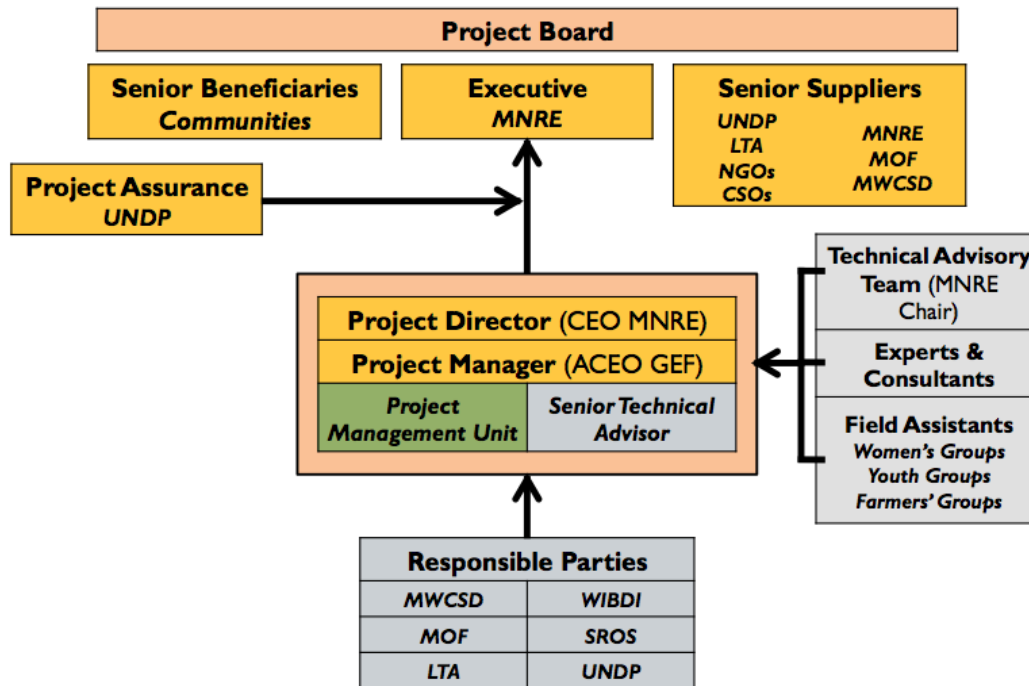 Project Board
Senior Beneficiaries
Communities
Executive
MNRE
Senior Suppliers
UNDP
LTA
NGOs
CSOs
MNRE
MOF
MWCSD
Project Assurance
UNDP
Technical Advisory
Team (MNRE
Chair)
Experts &
Consultants
Field Assistants
Women's Groups
Youth Groups
Farmers' Groups
Project Director (CEO MNRE)
Project Manager (ACEO GEF)
Project
Management Unit
Senior Technical
Advisor
Responsible Parties
MWCSD
WIBDI
MOF
SROS
LTA
UNDP